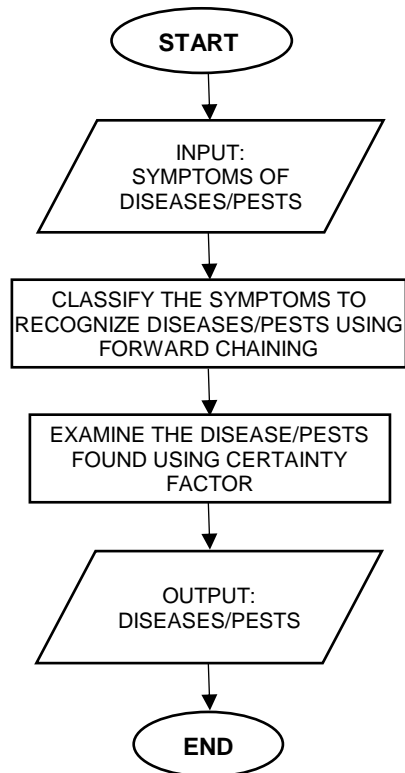 START
INPUT:
SYMPTOMS OF
DISEASES/PESTS
CLASSIFY THE SYMPTOMS TO
RECOGNIZE DISEASES/PESTS USING
FORWARD CHAINING
EXAMINE THE DISEASE/PESTS
FOUND USING CERTAINTY
FACTOR
OUTPUT:
DISEASES/PESTS
END